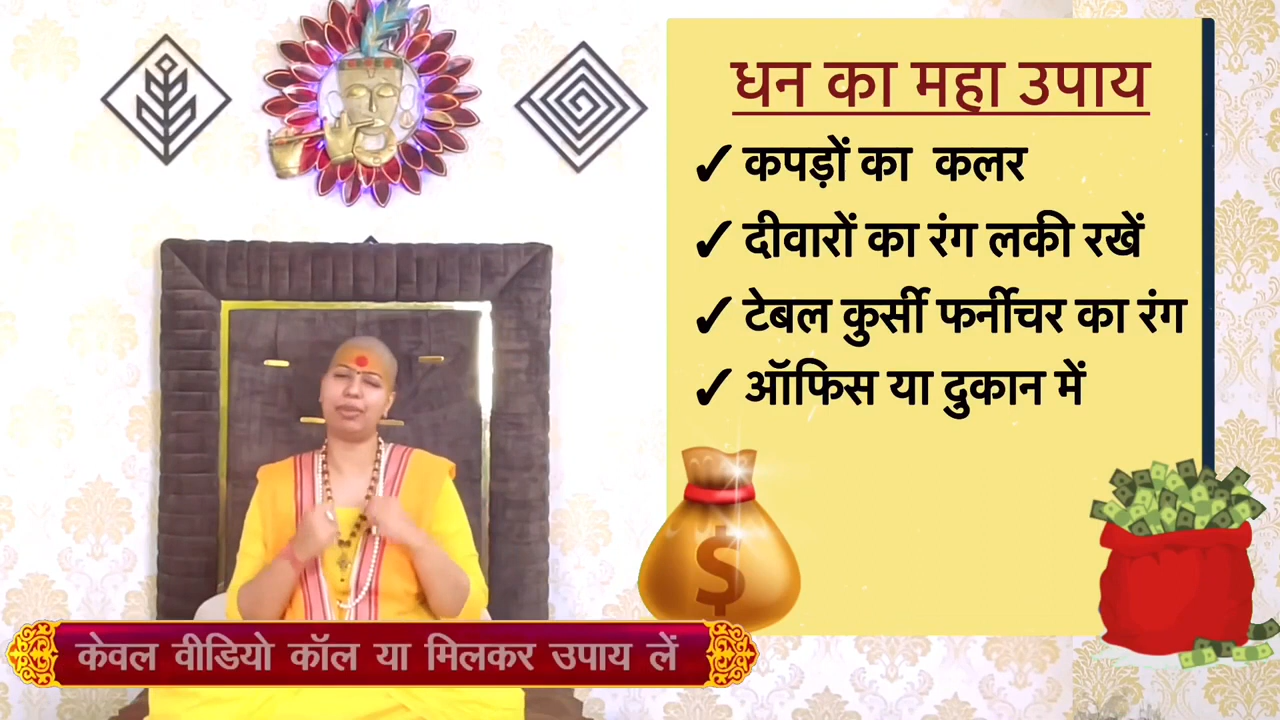 धन का महा उपाय
✓ कपड़ों का कलर
✓ दीवारों का रंग लकी रखें
✓ टेबल कुर्सी फर्नीचर का रंग
✓ ऑफिस या दुकान में
$
केवल वीडियो कॉल या मिलकर उपाय लें